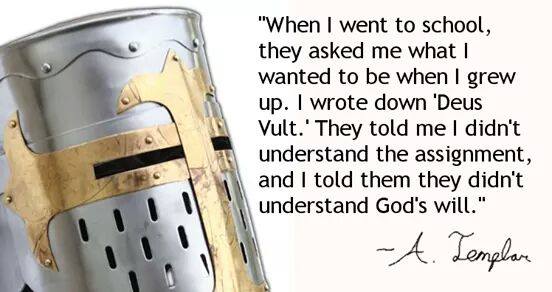 "When I went to school,
they asked me what I
wanted to be when I grew
up. I wrote down 'Deus
Vult.' They told me I didn't
understand the assignment,
and I told them they didn't
understand God's will."
~A. Templar